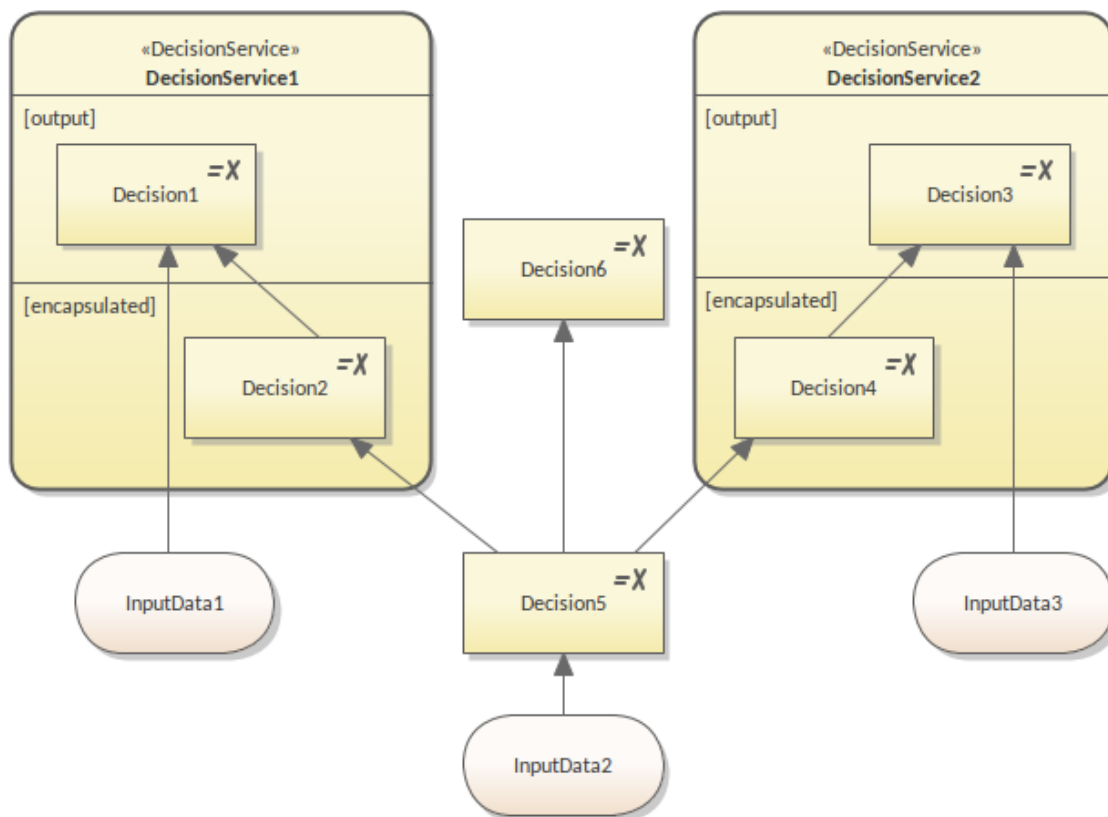 «DecisionService»
DecisionService1
[output]
=X
Decision1
[encapsulated]
=X
Decision2
=X
Decision6
«DecisionService»
DecisionService2
[output]
=X
Decision3
[encapsulated]
=X
Decision4
InputData1
=X
Decision5
InputData3
InputData2